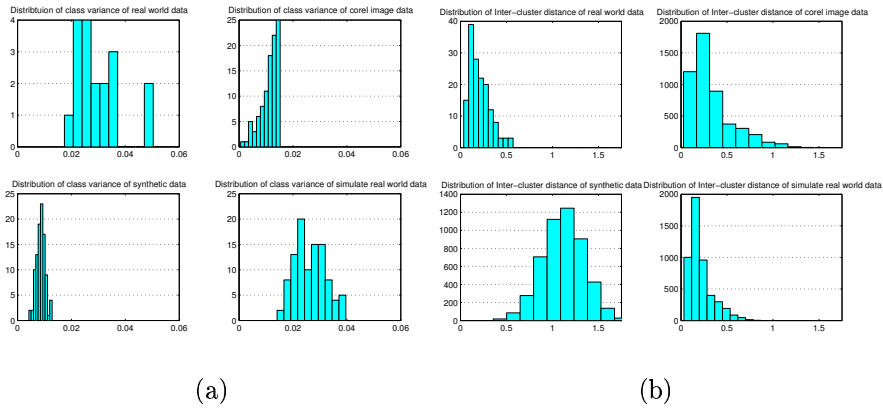 Distribtuion of class variance of real world data
4
3
2
1
0
0 0.02 0.04 0.06
Distribution of class variance of corel image data
25
20
15
10
5
0
0 0.02 0.04 0.06
Distribution of class variance of synthetic data
25
20
15
10
5
0
0 0.02 0.04 0.06
Distribution of class variance of simulate real world data
25
20
15
10
5
0
0 0.02 0.04 0.06
(a)
Distribution of Inter-cluster distance of real world data
40
30
20
10
0
0 0.5 1 1.5
Distribution of Inter-cluster distance of corel image data
2000
1500
1000
500
0
0 0.5 1 1.5
Distribution of Inter-cluster distance of synthetic data
1400
1200
1000
800
600
400
200
0
0 0.5 1 1.5
Distribution of Inter-cluster distance of simulate real world data
2000
1500
1000
500
0
0 0.5 1 1.5
(b)